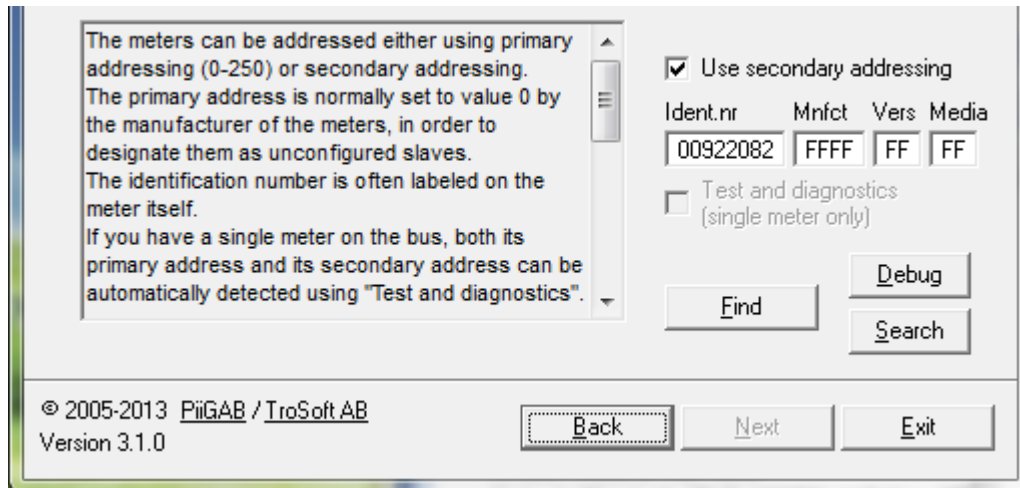 The meters can be addressed either using primary
addressing (0-250) or secondary addressing.
The primary address is normally set to value 0 by
the manufacturer of the meters, in order to
designate them as unconfigured slaves.
The identification number is often labeled on the
meter itself.
If you have a single meter on the bus, both its
primary address and its secondary address can be
automatically detected using "Test and diagnostics".
Use secondary addressing
Ident.nr Mnfct Vers Media
00922082 FFFF FF FF
Test and diagnostics
(single meter only)
Debug
Find
Search
© 2005-2013 PiiGAB / TroSoft AB
Version 3.1.0
Back Next Exit